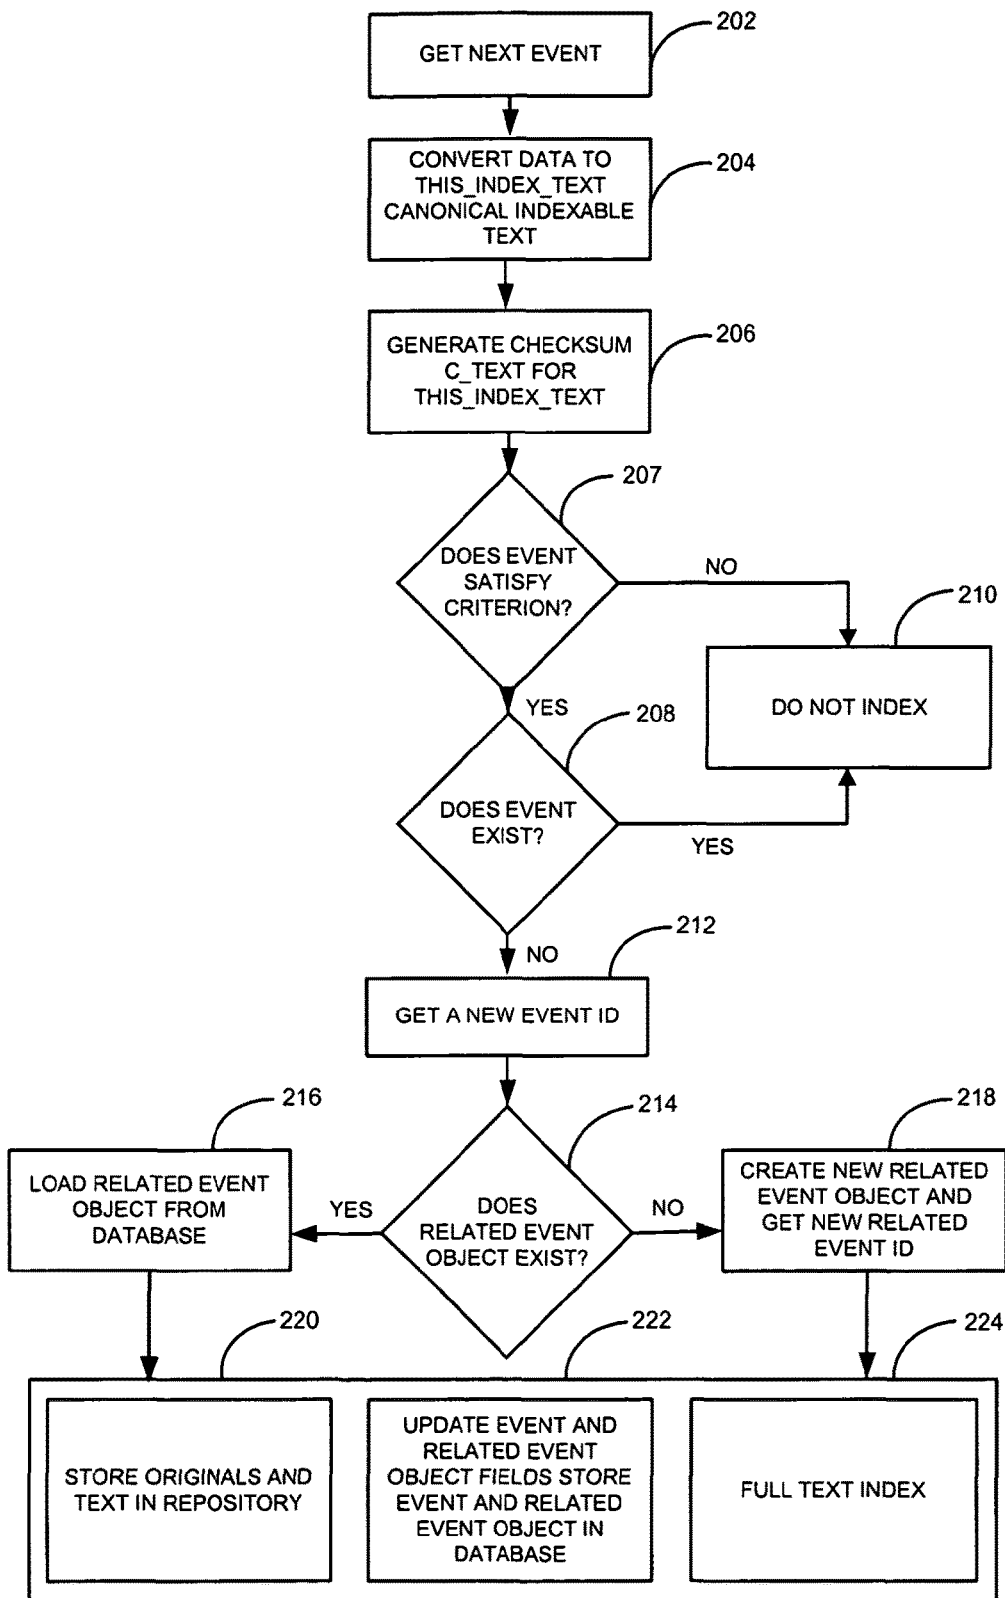 202
GET NEXT EVENT
204
CONVERT DATA TO
THIS_INDEX_TEXT
CANONICAL INDEXABLE
TEXT
206
GENERATE CHECKSUM
C_TEXT FOR
THIS_INDEX_TEXT
207
DOES EVENT
SATISFY
CRITERION?
NO
210
DO NOT INDEX
YES
208
DOES EVENT
EXIST?
YES
NO
212
GET A NEW EVENT ID
216
214
218
LOAD RELATED EVENT
OBJECT FROM
DATABASE
YES
DOES
RELATED EVENT
OBJECT EXIST?
NO
CREATE NEW RELATED
EVENT OBJECT AND
GET NEW RELATED
EVENT ID
220
222
224
STORE ORIGINALS AND
TEXT IN REPOSITORY
UPDATE EVENT AND
RELATED EVENT
OBJECT FIELDS STORE
EVENT AND RELATED
EVENT OBJECT IN
DATABASE
FULL TEXT INDEX